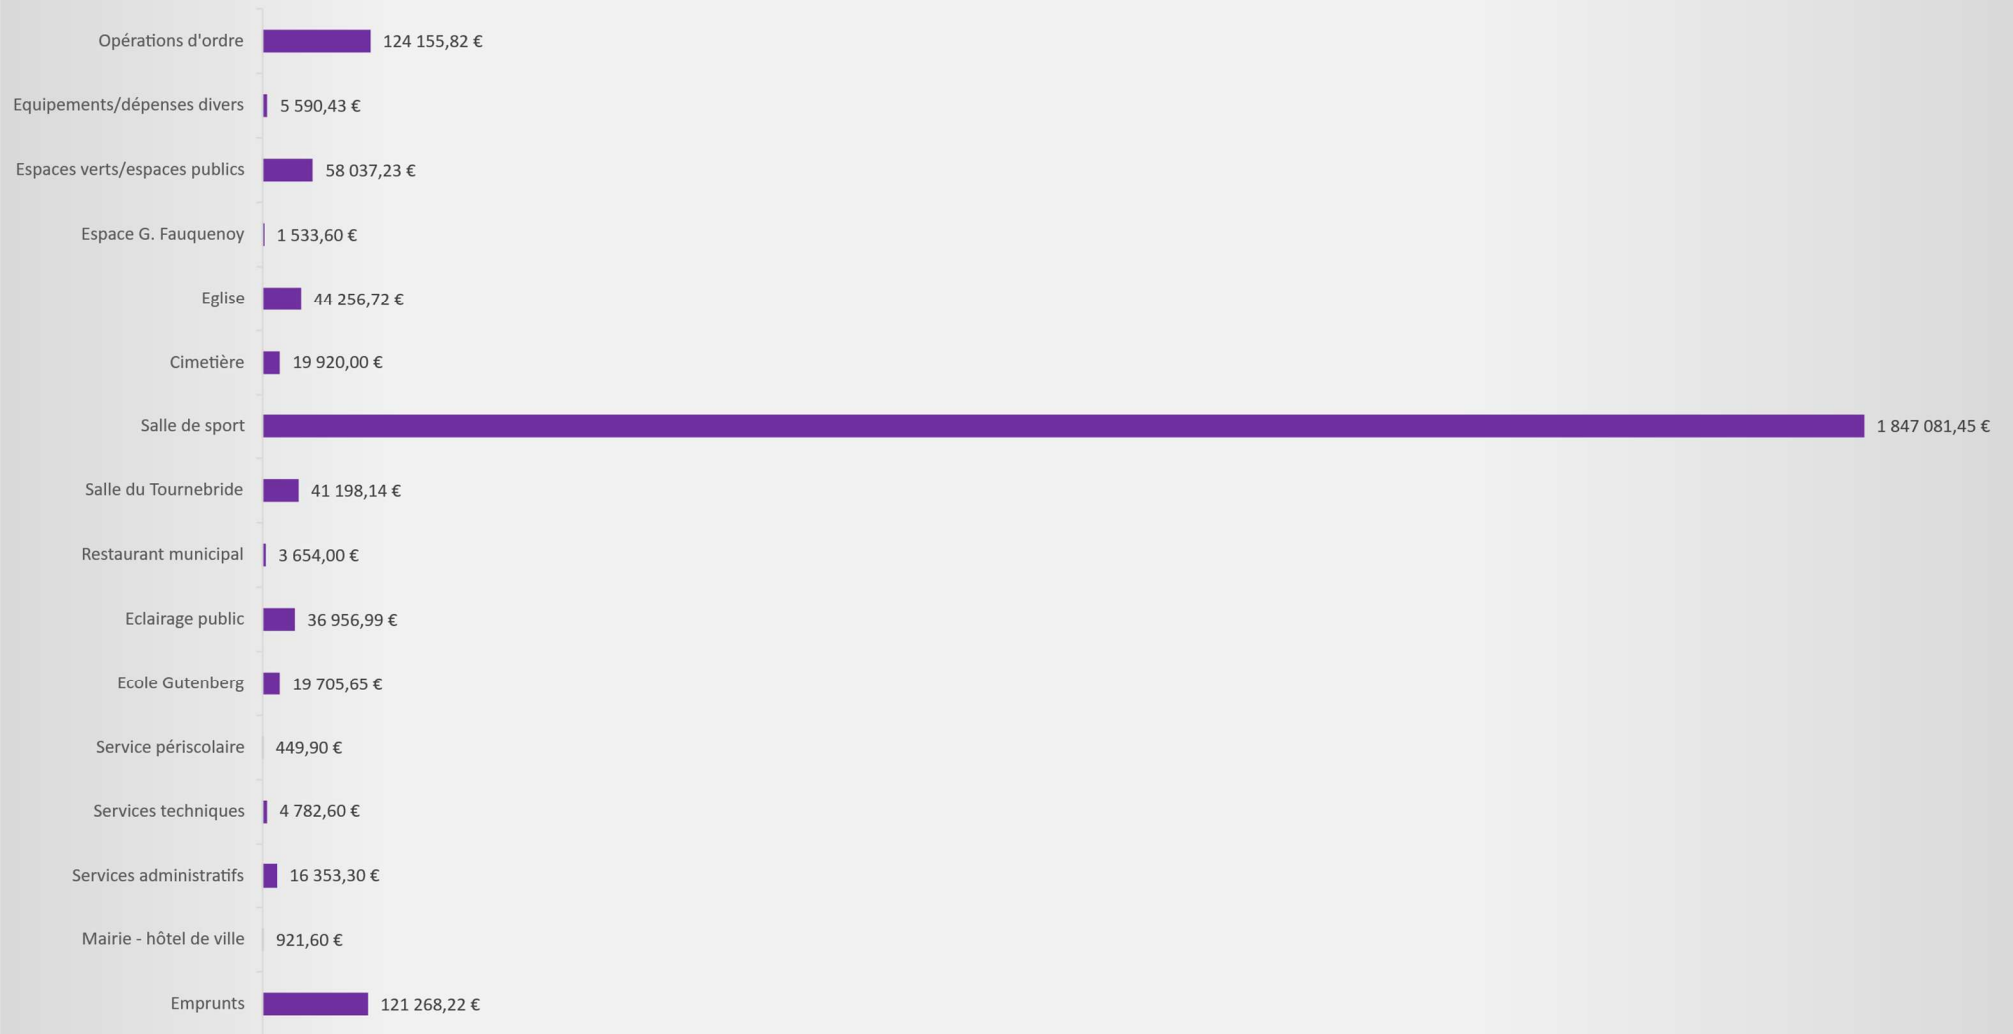 Opérations d'ordre 124 155,82 €
Equipements/dépenses divers 5 590,43 €
Espaces verts/espaces publics 58 037,23 €
Espace G. Fauquenoy 1 533,60 €
Eglise 44 256,72 €
Cimetière 19 920,00 €
Salle de sport 1 847 081,45 €
Salle du Tournebride 41 198,14 €
Restaurant municipal 3 654,00 €
Eclairage public 36 956,99 €
Ecole Gutenberg 19 705,65 €
Service périscolaire 449,90 €
Services techniques 4 782,60 €
Services administratifs 16 353,30 €
Mairie - hôtel de ville 921,60 €
Emprunts 121 268,22 €